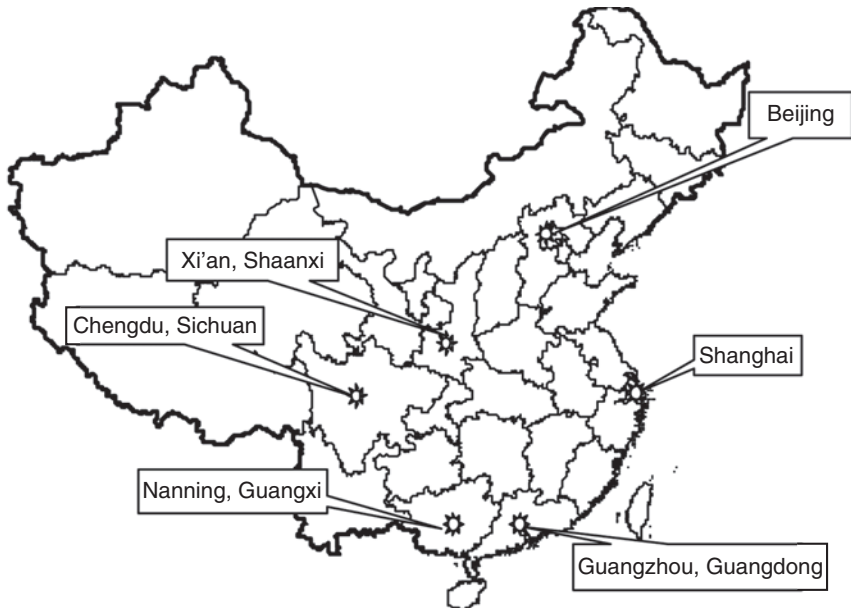 Beijing
Xi'an, Shaanxi
Chengdu, Sichuan
Shanghai
Nanning, Guangxi
Guangzhou, Guangdong